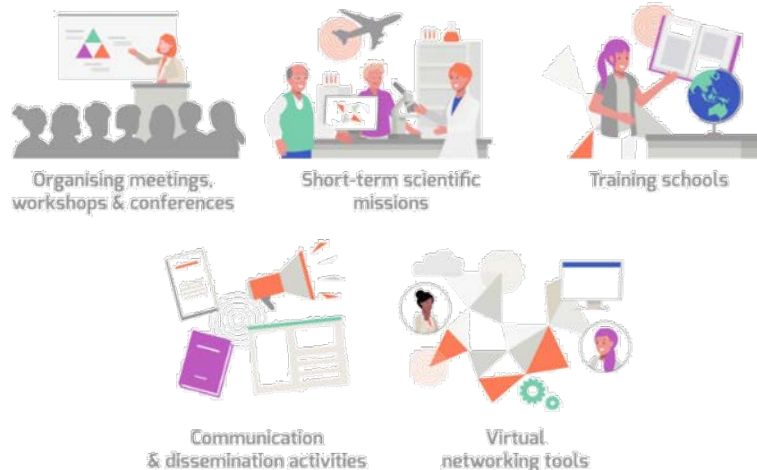 Organising meetings,
workshops & conferences
Short-term scientific
missions
Training schools
Communication
& dissemination activities
Virtual
networking tools